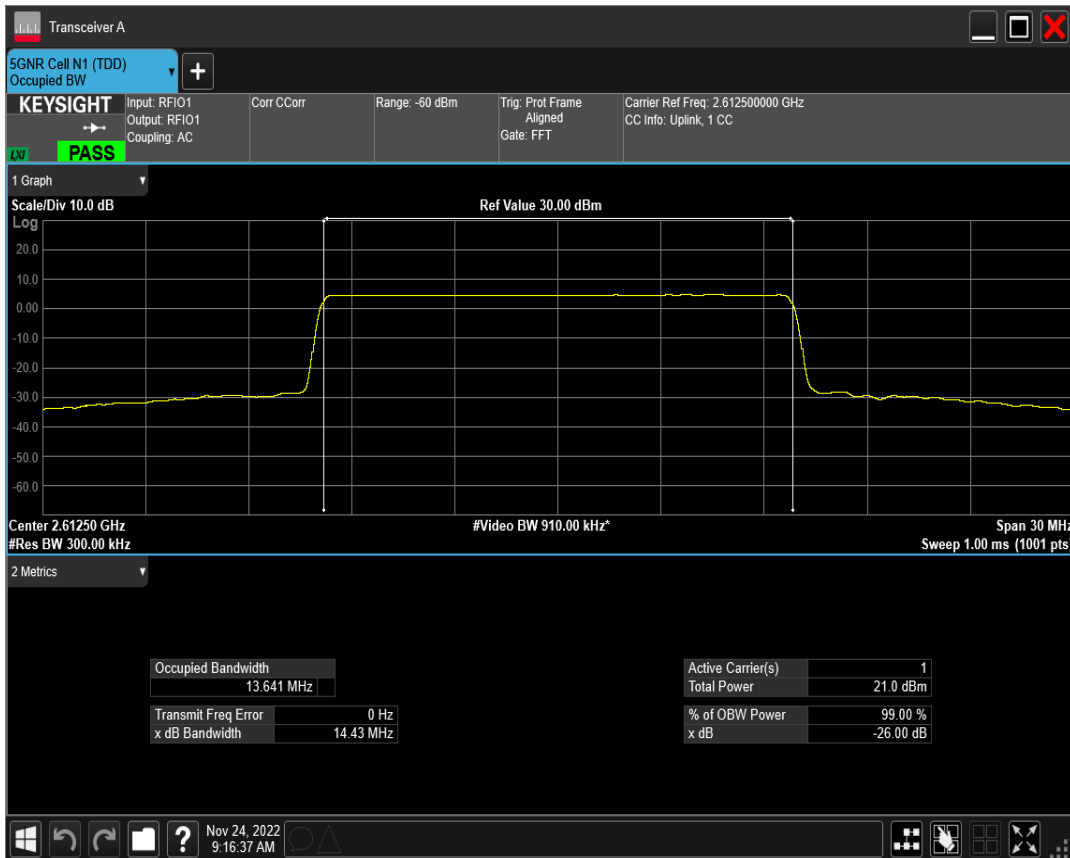 Transceiver A
5GNR Cell N1 (TDD)
Occupied BW
+
KEYSIGHT
LXI
PASS
Input: RFIO1
Output: RFIO1
Coupling: AC
Corr CCorr
Range: -60 dBm
Trig: Prot Frame
Aligned
Gate: FFT
Carrier Ref Freq: 2.612500000 GHz
CC Info: Uplink, 1 CC
1 Graph
Scale/Div 10.0 dB
Ref Value 30.00 dBm
Log
20.0
10.0
0.00
-10.0
-20.0
-30.0
-40.0
-50.0
-60.0
Center 2.61250 GHz
#Video BW 910.00 kHz*
Span 30 MHz
#Res BW 300.00 kHz
Sweep 1.00 ms (1001 pts)
2 Metrics
Occupied Bandwidth
13.641 MHz
Transmit Freq Error 0 Hz
x dB Bandwidth 14.43 MHz
Active Carrier(s) 1
Total Power 21.0 dBm
% of OBW Power 99.00 %
x dB -26.00 dB
?
Nov 24, 2022
9:16:37 AM